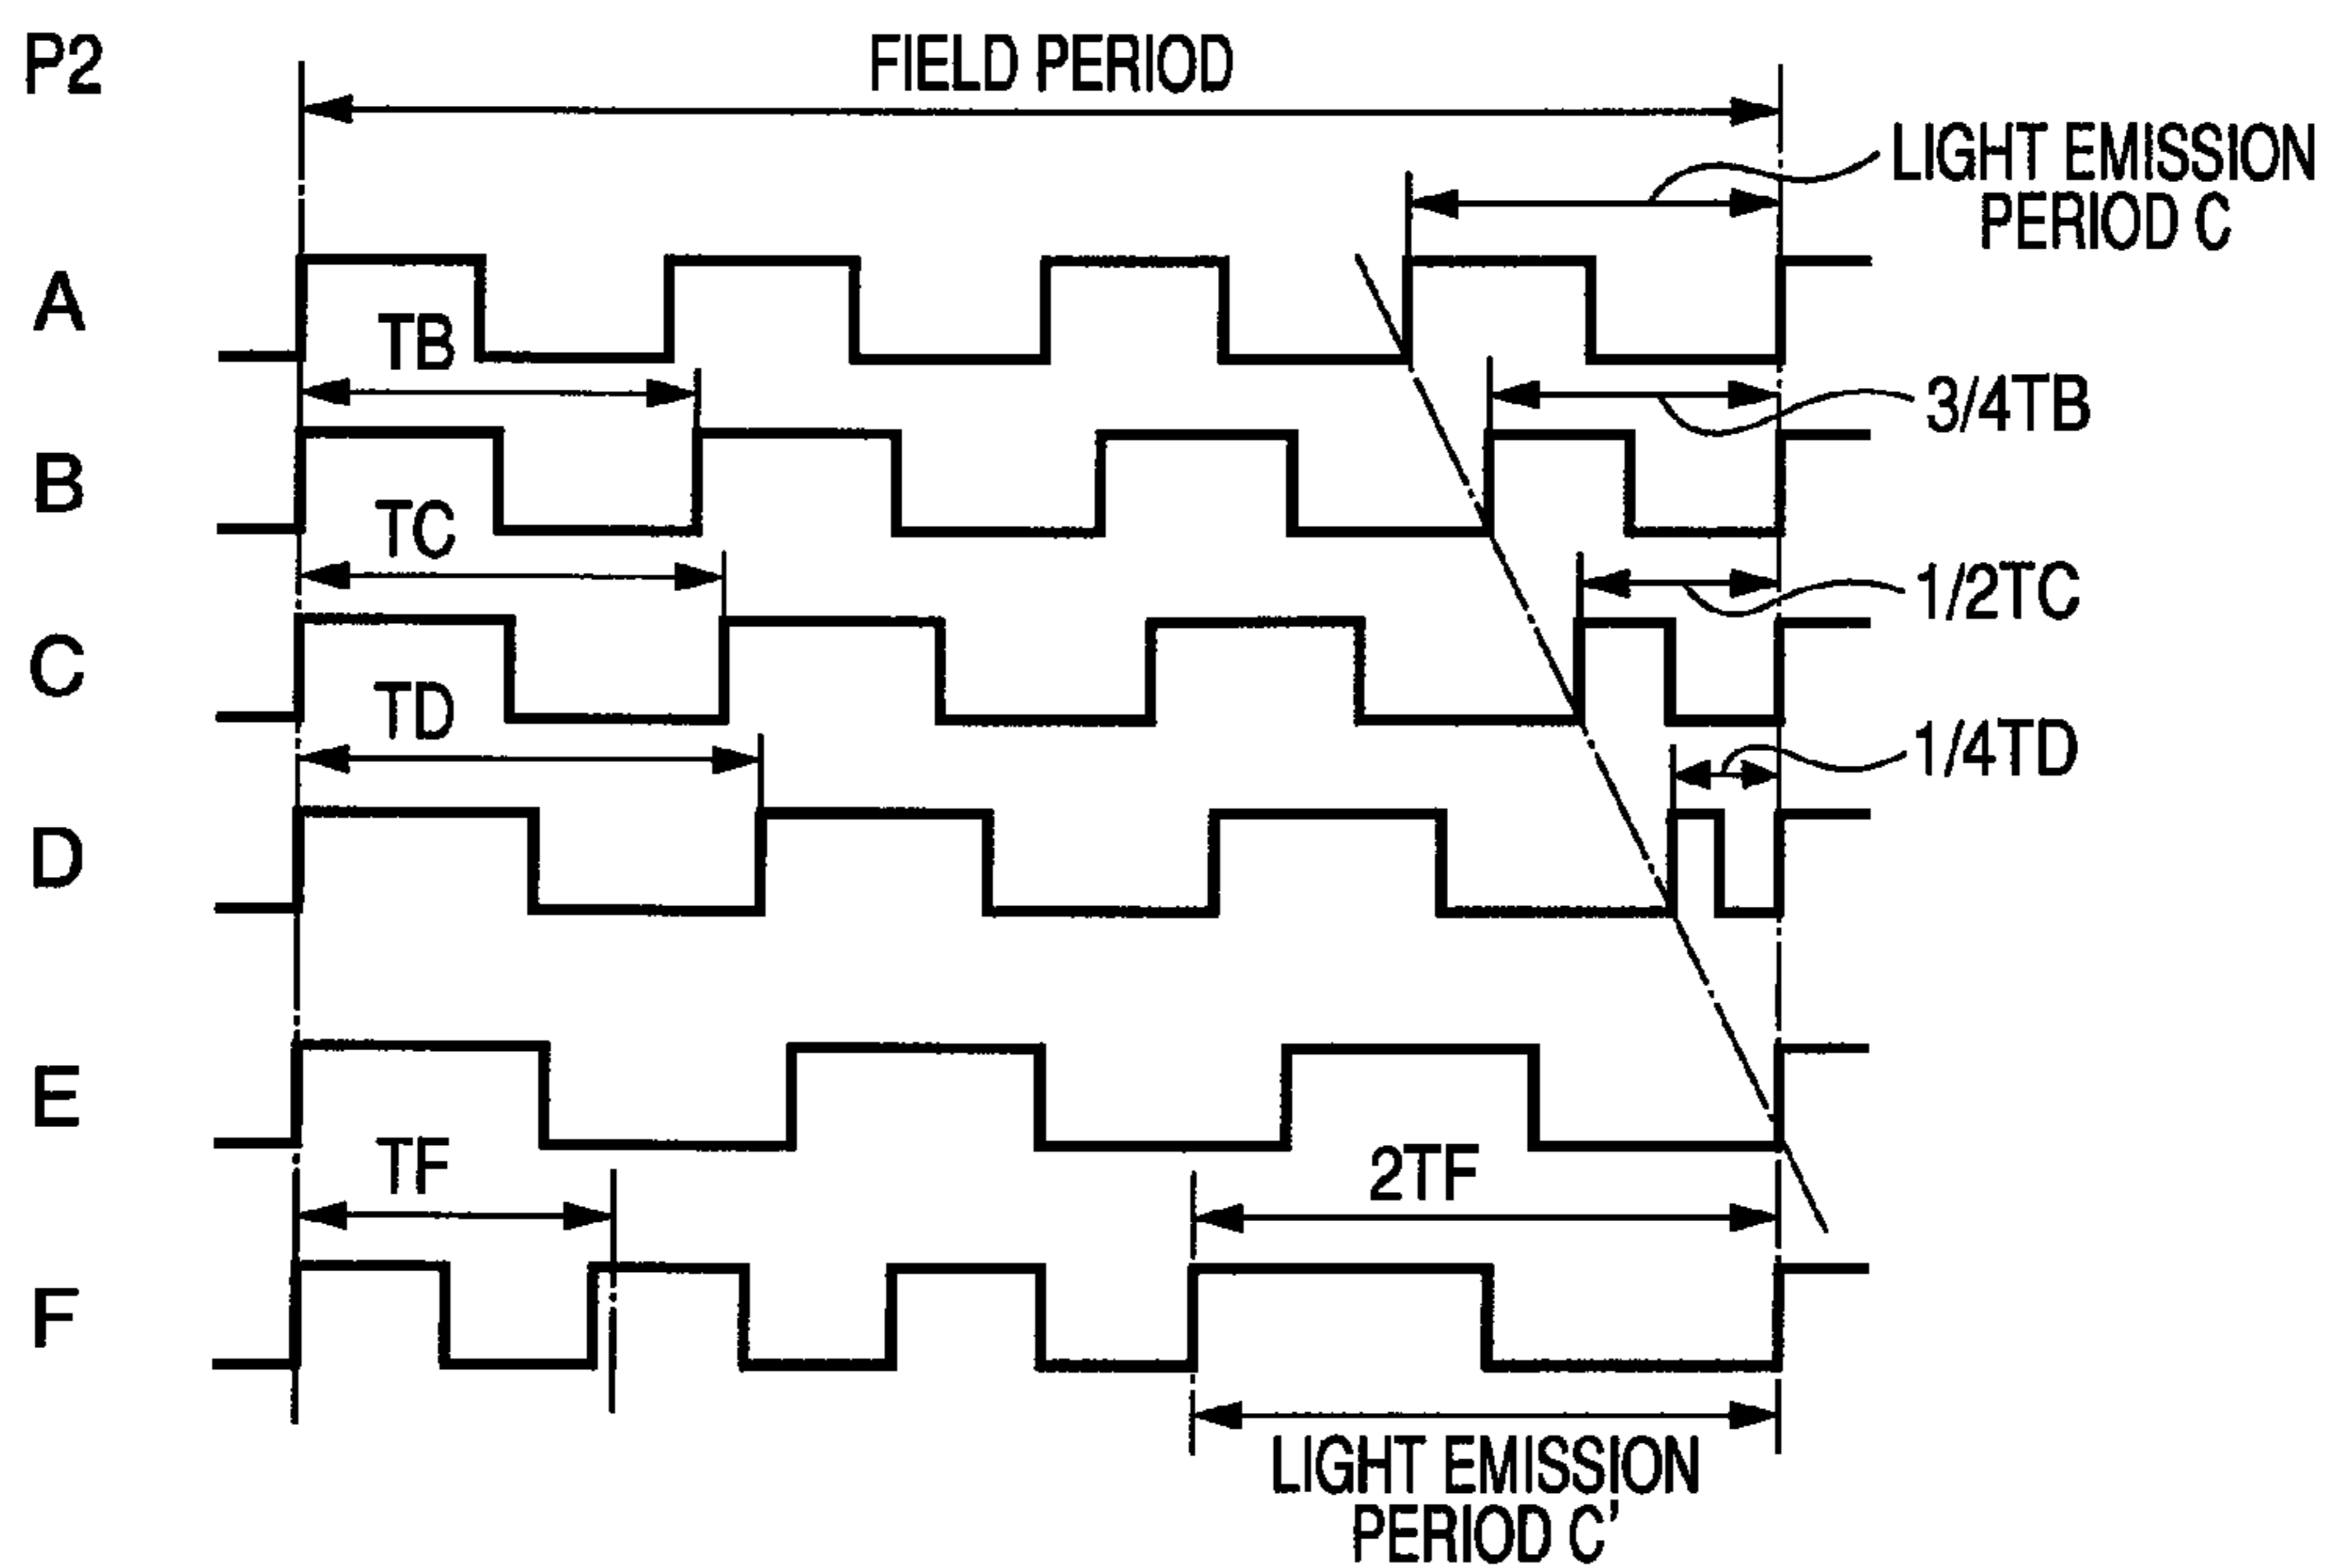 P2
FIELD PERIOD
LIGHT EMISSION
PERIOD C
A
TB
3/4TB
B
TC
1/2TC
C
TD
1/4TD
D
E
TF
2TF
F
LIGHT EMISSION
PERIOD C'